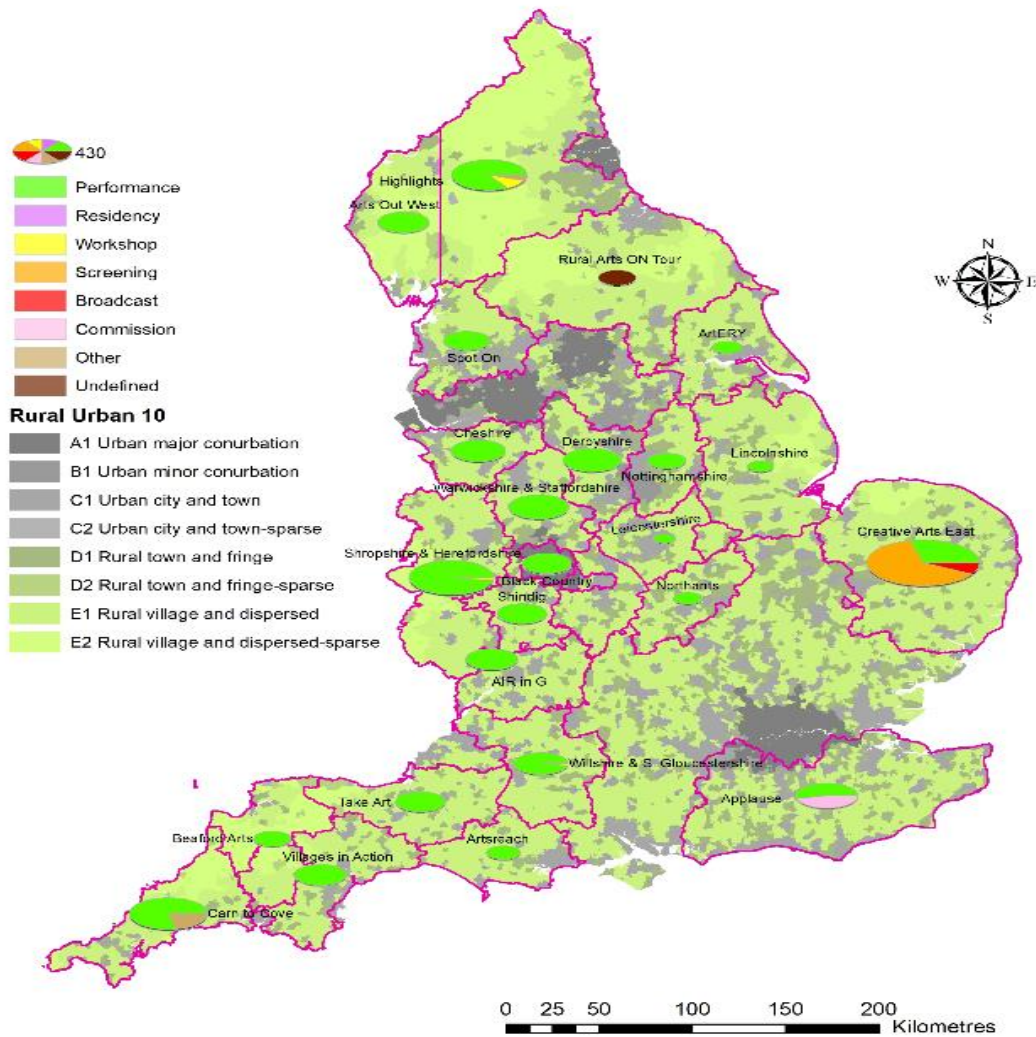 430
Performance
Residency
Workshop
Screening
Broadcast
Commission
Other
Undefined
Rural Urban 10
A1 Urban major conurbation
B1 Urban minor conurbation
C1 Urban city and town
C2 Urban city and town-sparse
D1 Rural town and fringe
D2 Rural town and fringe-sparse
E1 Rural village and dispersed
E2 Rural village and dispersed-sparse
Highlights
Arts Out West
Rural Arts ON Tour
Spot On
ArtERY
Cheshire
Derbyshire
Nottinghamshire
Lincolnshire
Warwickshire & Staffordshire
Leicestershire
Creative Arts East
Shropshire & Herefordshire
Black Country
Shindig
Northants
AIR in G
Wiltshire & S. Gloucestershire
Take Art
Applause
Beaford Arts
Villages in Action
Artsreach
Carn to Cove
N
W E
S
0 25 50 100 150 200
Kilometres